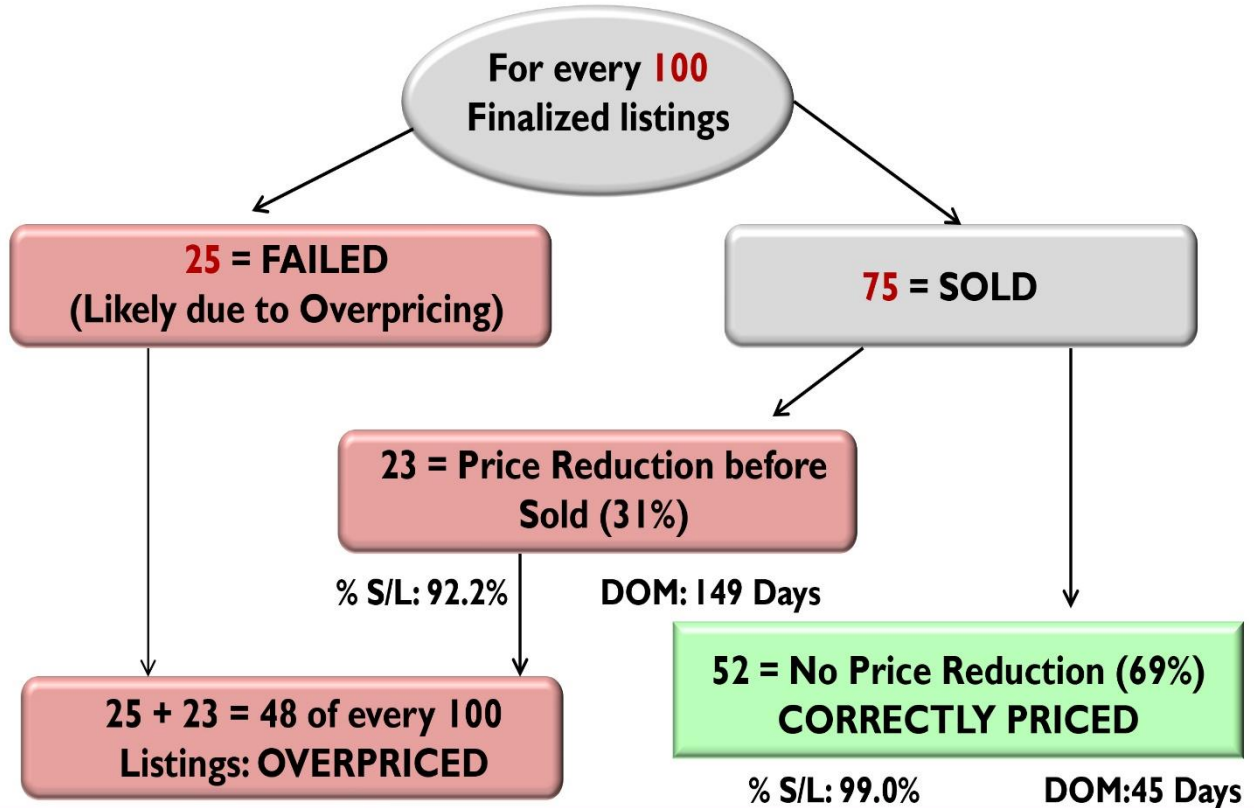 For every 100
Finalized listings
25 = FAILED
(Likely due to Overpricing)
75 = SOLD
23 = Price Reduction before
Sold (31%)
% S/L: 92.2%
DOM: 149 Days
25 + 23 = 48 of every 100
Listings: OVERPRICED
52 = No Price Reduction (69%)
CORRECTLY PRICED
% S/L: 99.0%
DOM:45 Days